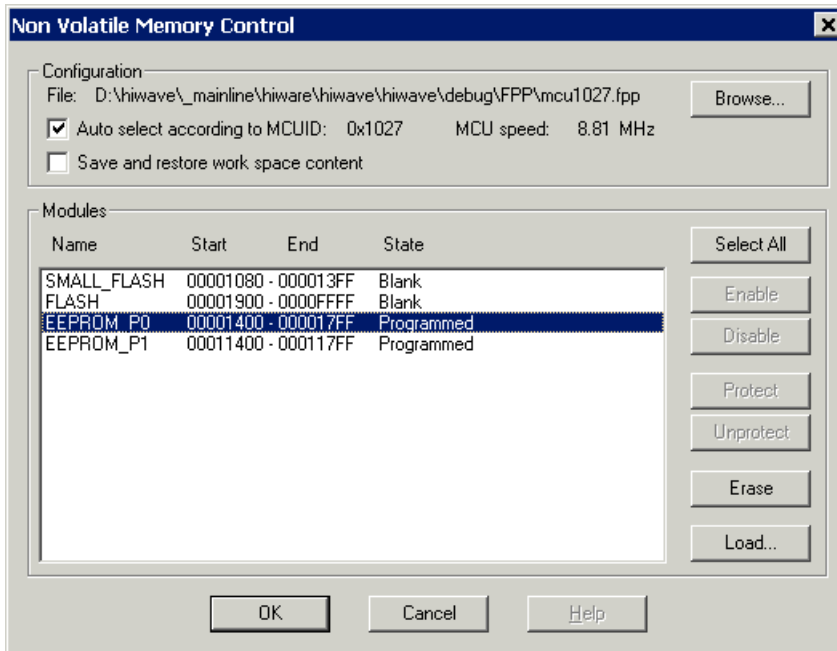 Non Volatile Memory Control
Configuration
File: D:\hiwave\_mainline\hiware\hiwave\hiwave\debug\FPP\mcu1027.fpp
Browse...
Auto select according to MCUID: 0x1027 MCU speed: 8.81 MHz
Save and restore work space content
Modules
Name Start End State
Select All
SMALL_FLASH 00001080 - 000013FF Blank
FLASH 00001900 - 0000FFFF Blank
EEPROM_P0 00001400 - 000017FF Programmed
EEPROM_P1 00011400 - 000117FF Programmed
Enable
Disable
Protect
Unprotect
Erase
Load...
OK Cancel Help